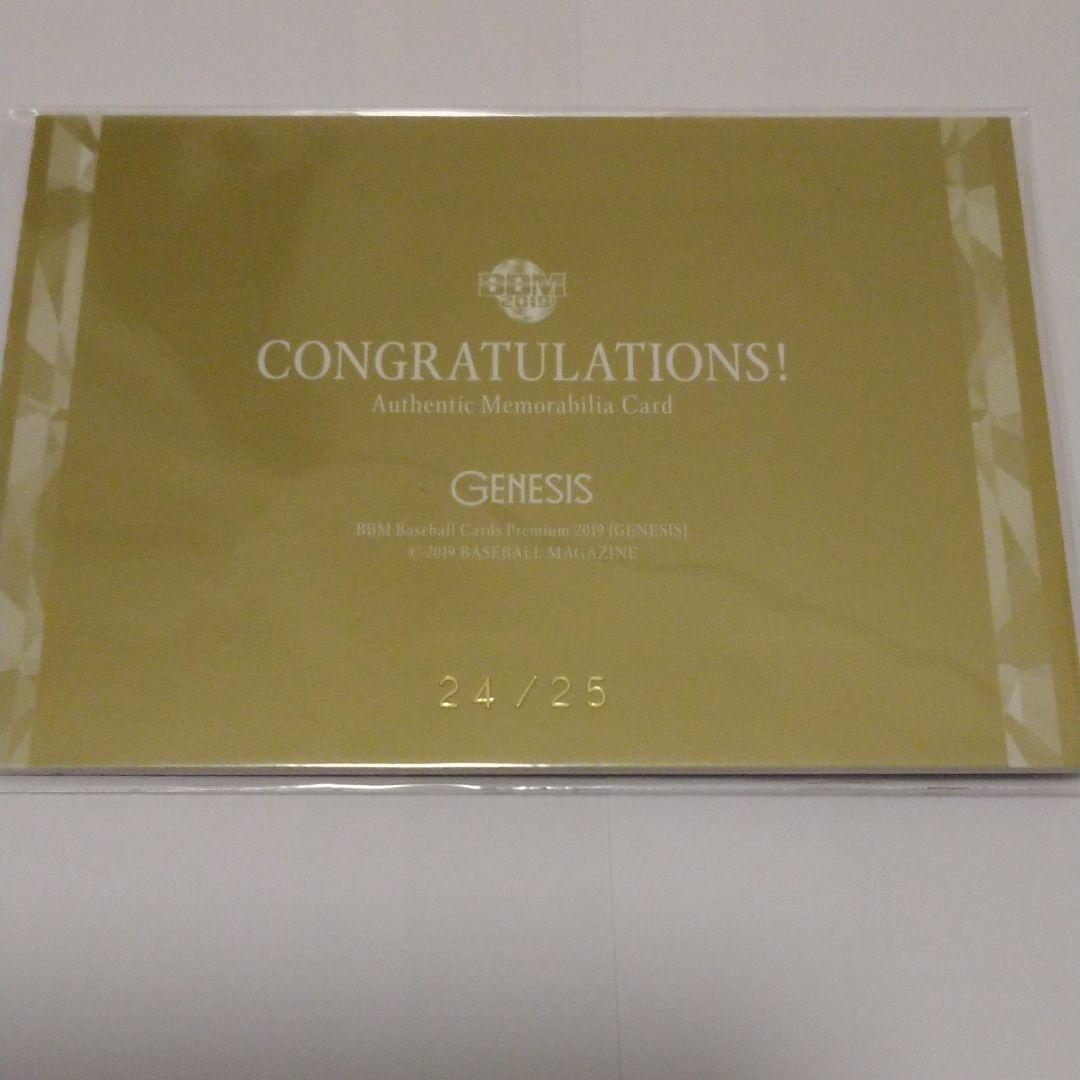 BBM
2019
CONGRATULATIONS!
Authentic Memorabilia Card
GENESIS
BBM Baseball Cards Premium 2019 [GENESIS]
© 2019 BASEBALL MAGAZINE
24/25